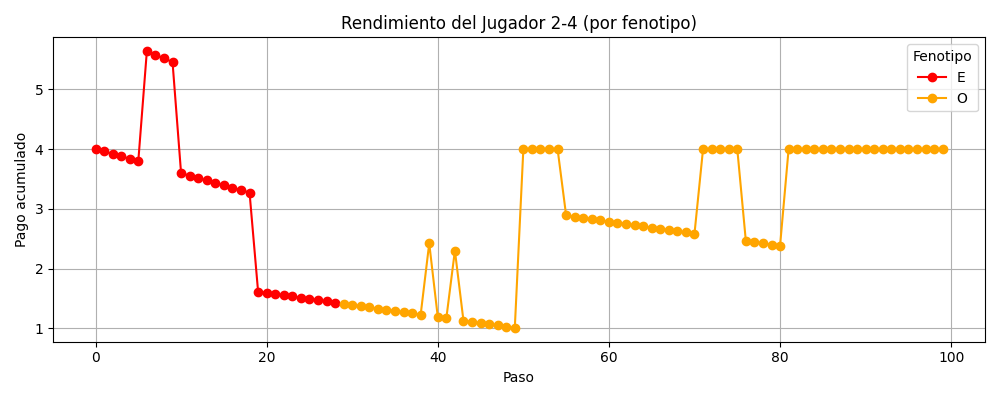 Rendimiento del Jugador 2-4 (por fenotipo)
Fenotipo
E
O
Pago acumulado
5
4
3
2
1
0 20 40 60 80 100
Paso